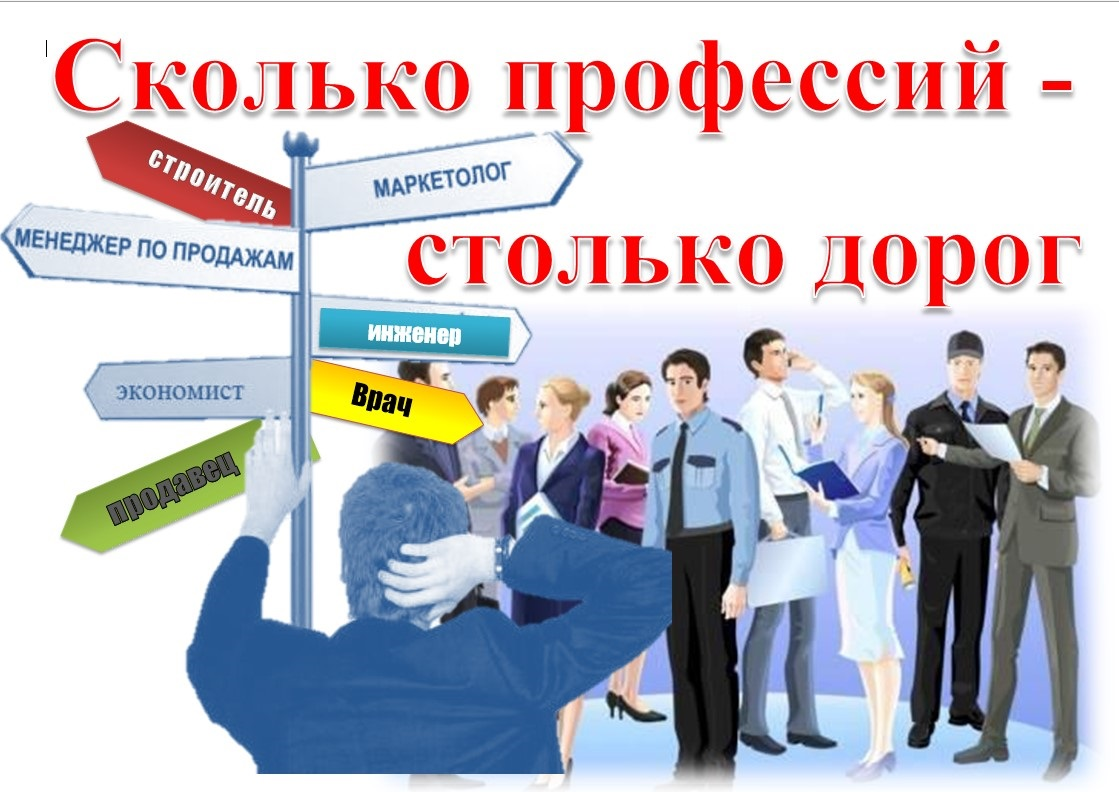 Сколько профессий -
столько дорог
строитель
МАРКЕТОЛОГ
МЕНЕДЖЕР ПО ПРОДАЖАМ
инженер
ЭКОНОМИСТ
Врач
продавец